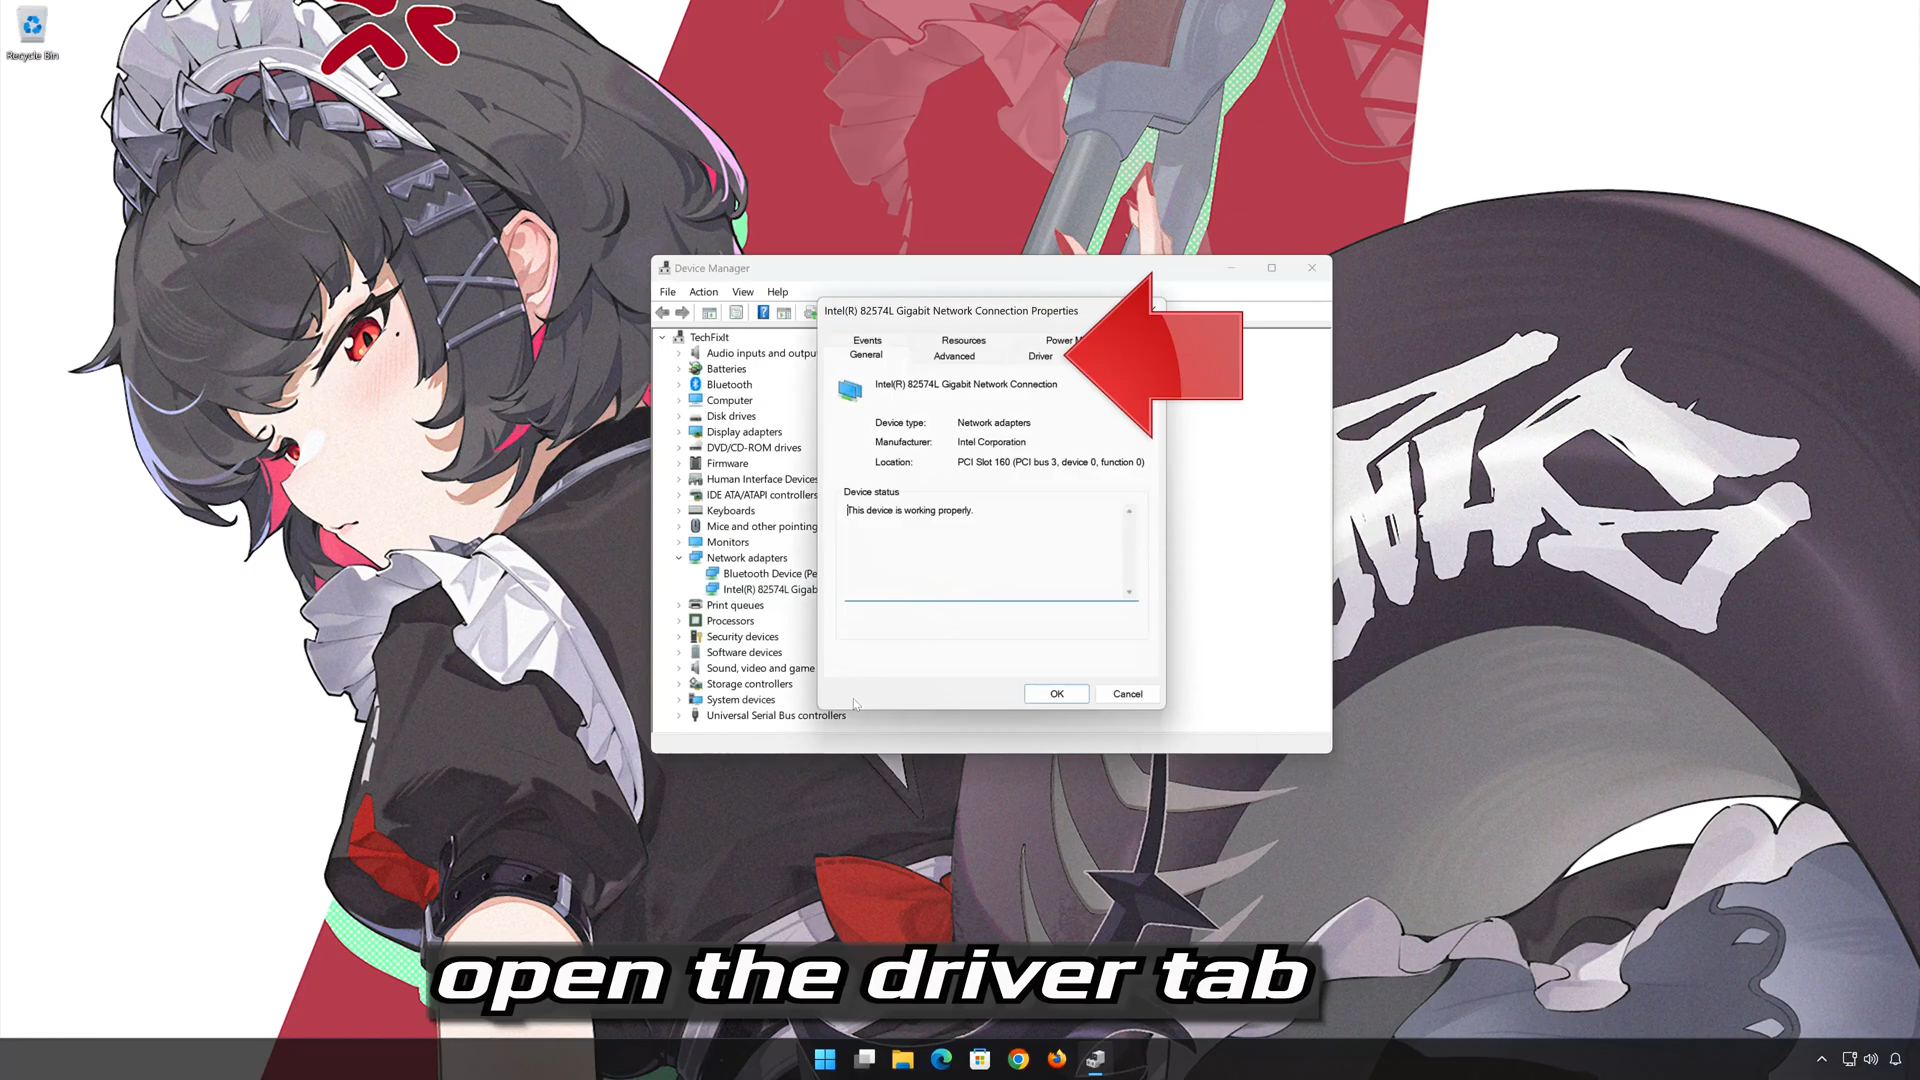 Recycle Bin
Device Manager
File Action View Help
TechFixIt
Audio inputs and outpu
Batteries
Bluetooth
Computer
Disk drives
Display adapters
DVD/CD-ROM drives
Firmware
Human Interface Devices
IDE ATA/ATAPI controllers
Keyboards
Mice and other pointing
Monitors
Network adapters
Bluetooth Device (Pe
Intel(R) 82574L Gigab
Print queues
Processors
Security devices
Software devices
Sound, video and game
Storage controllers
System devices
Universal Serial Bus controllers
Intel(R) 82574L Gigabit Network Connection Properties
Events Resources Power M
General Advanced Driver
Intel(R) 82574L Gigabit Network Connection
Device type: Network adapters
Manufacturer: Intel Corporation
Location: PCI Slot 160 (PCI bus 3, device 0, function 0)
Device status
This device is working properly.
OK Cancel
open the driver tab